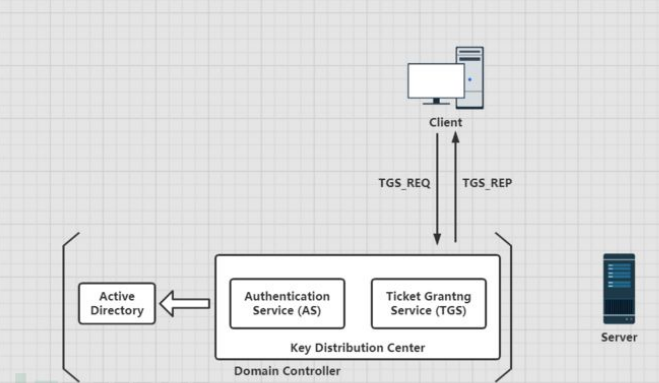 Client
TGS_REQ
TGS_REP
Active
Directory
Authentication
Service (AS)
Ticket Grantng
Service (TGS)
Key Distribution Center
Domain Controller
Server